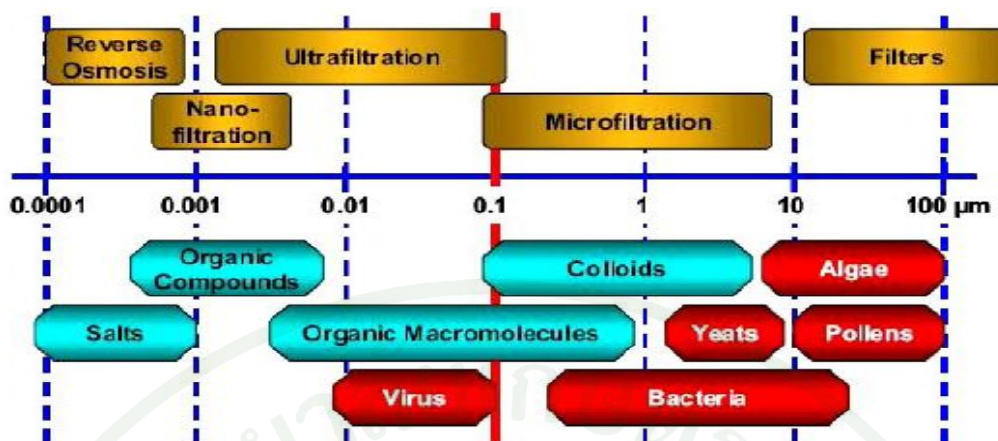 Reverse
Osmosis
Ultrafiltration
Filters
Nano-
filtration
Microfiltration
0.0001 0.001 0.01 0.1 1 10 100 µm
Organic
Compounds
Colloids
Algae
Salts
Organic Macromolecules
Yeats
Pollens
Virus
Bacteria